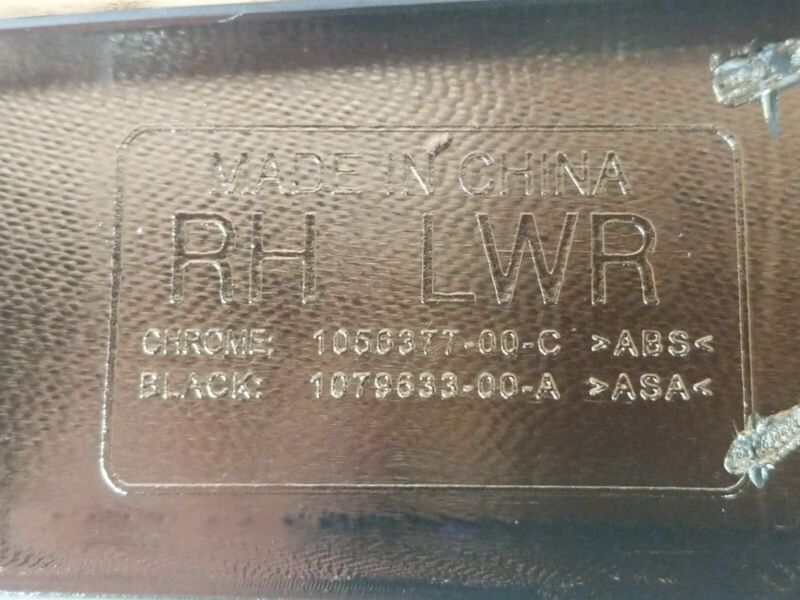 MADE IN CHINA
RH LWR
CHROME: 1056377-00-C >ABS<
BLACK: 1079633-00-A >ASA<